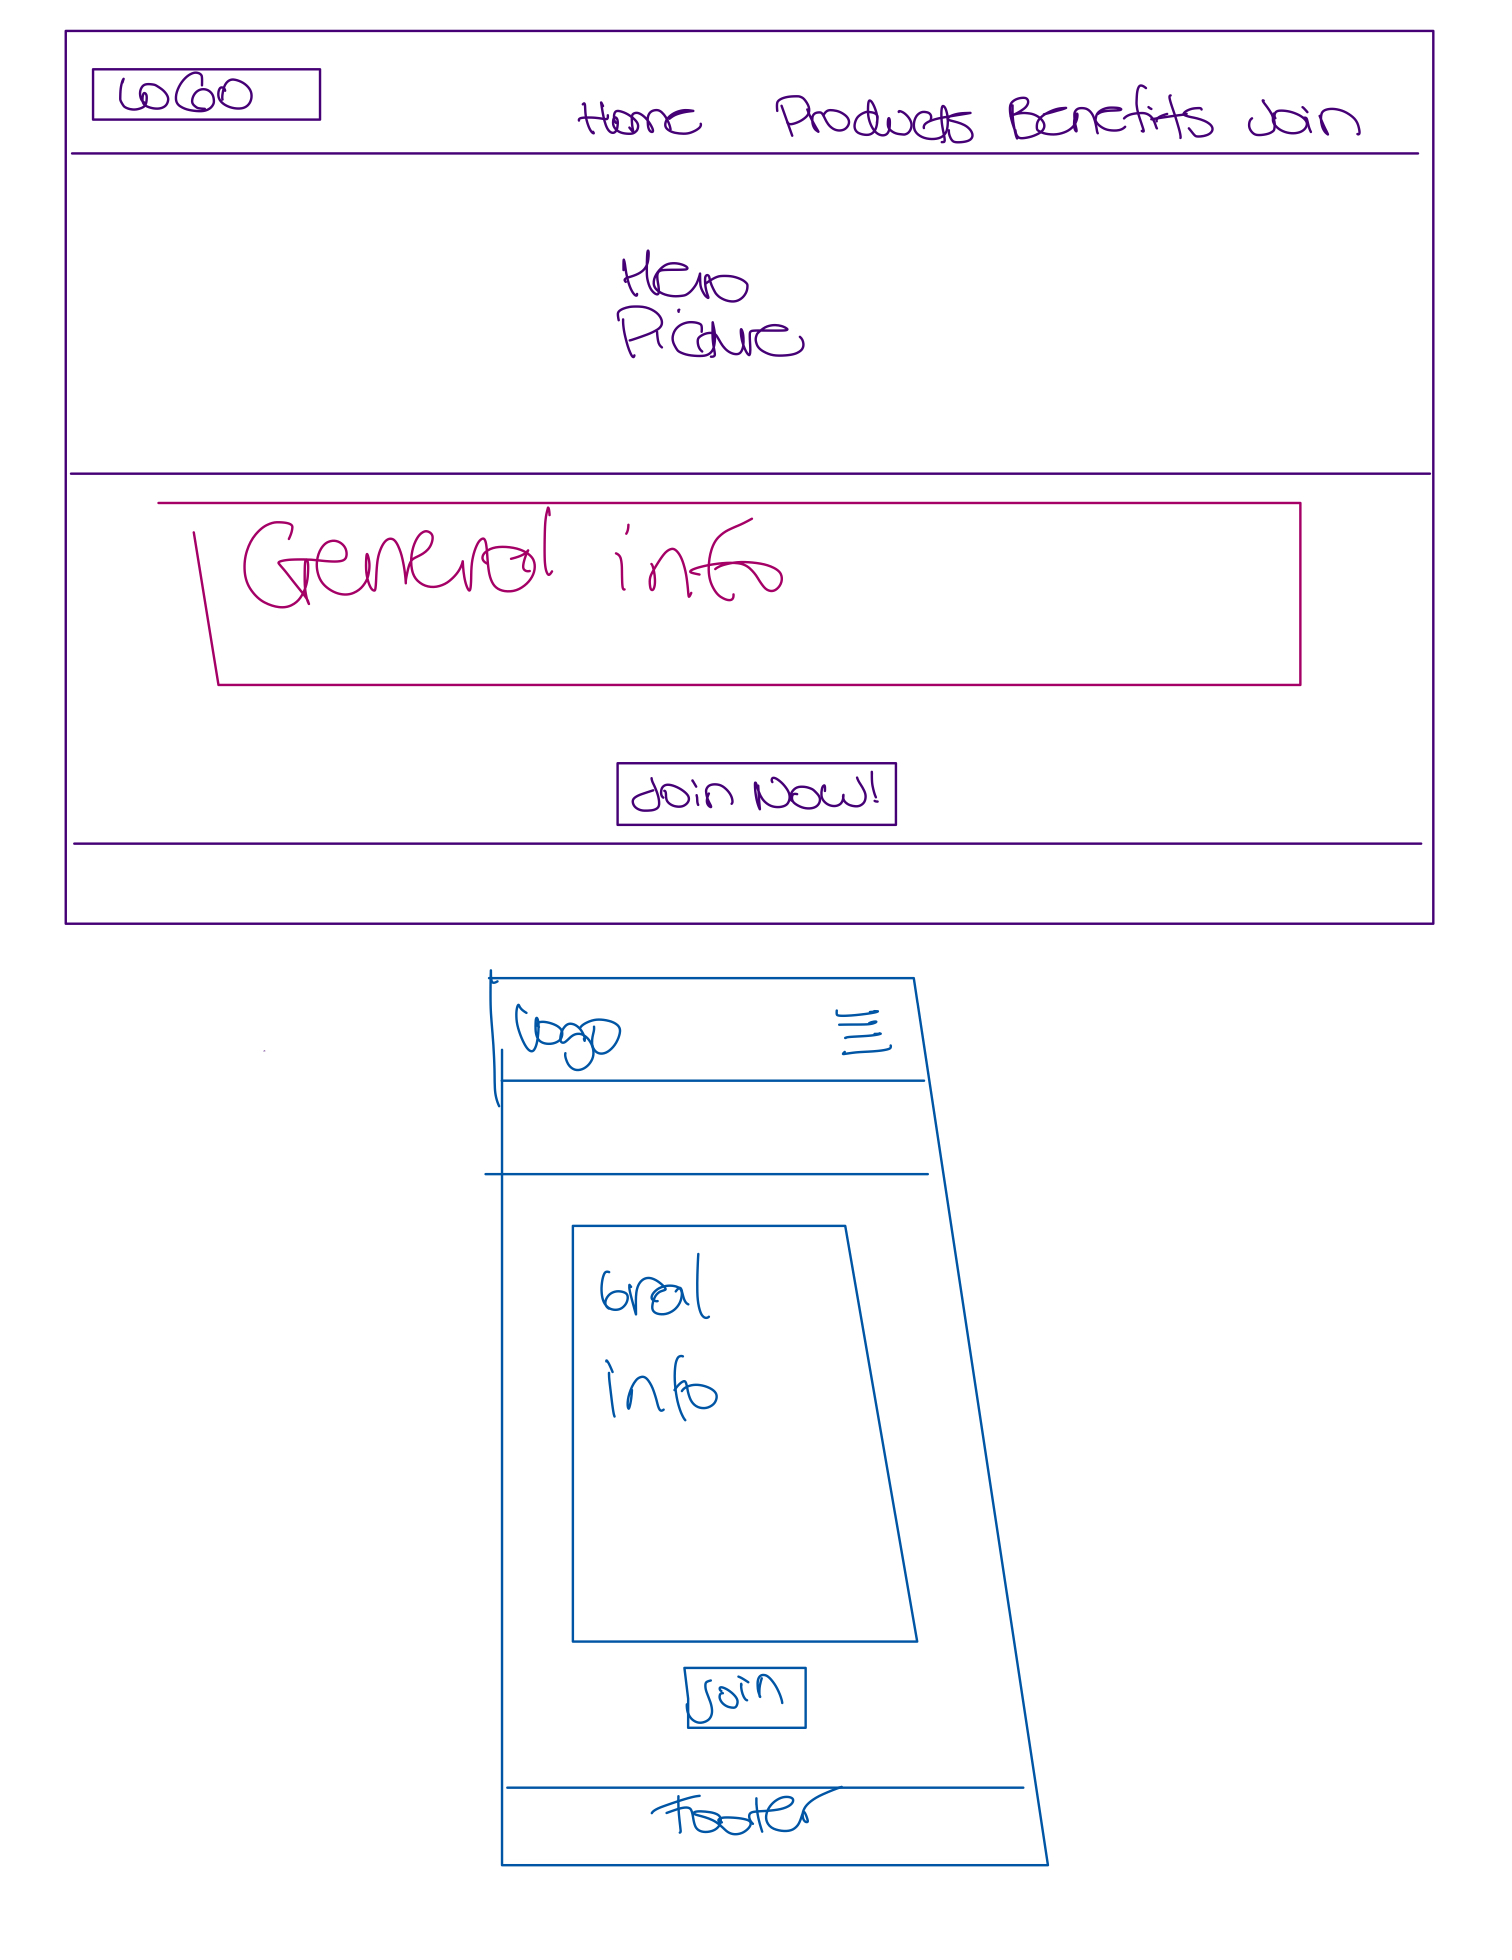 LOGO
Home Products Benefits Join
Hero
Picture
General info
Join Now!
Logo
Gral
info
Join
Footer